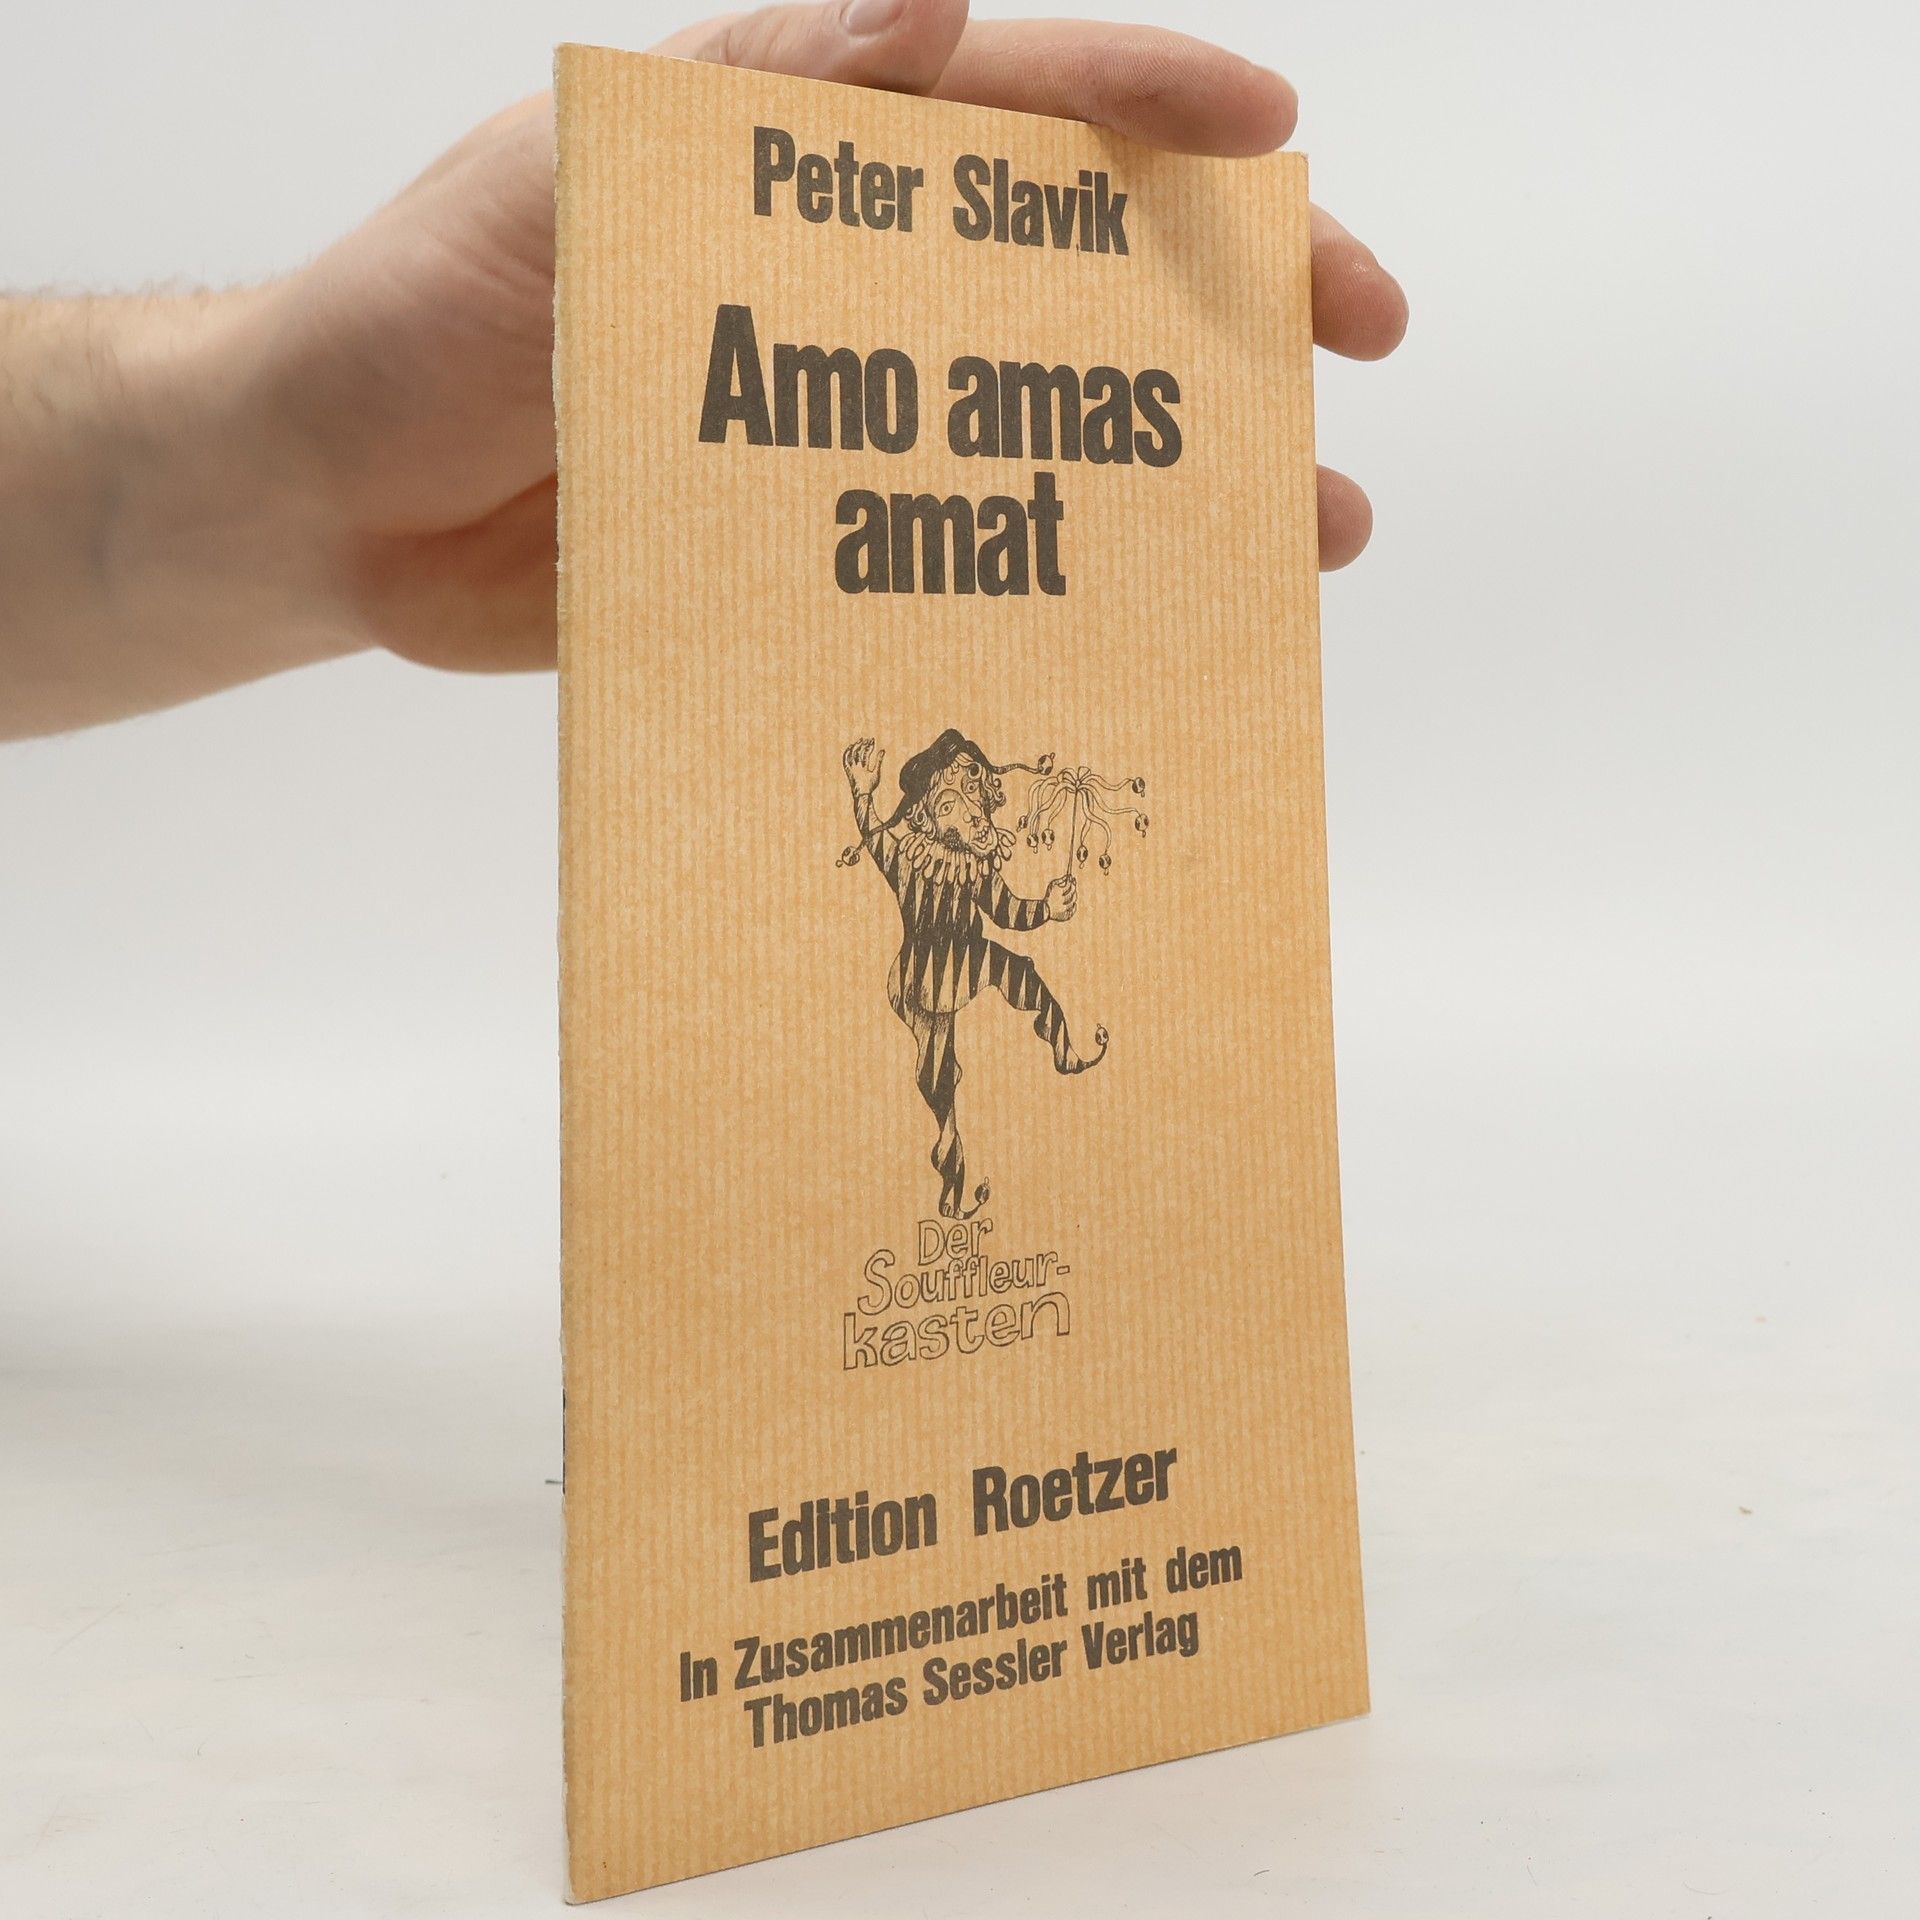 Peter Slavik
Amo amas
amat
Der
Souffleur-
kasten
Edition Roetzer
In Zusammenarbeit mit dem
Thomas Sessler Verlag